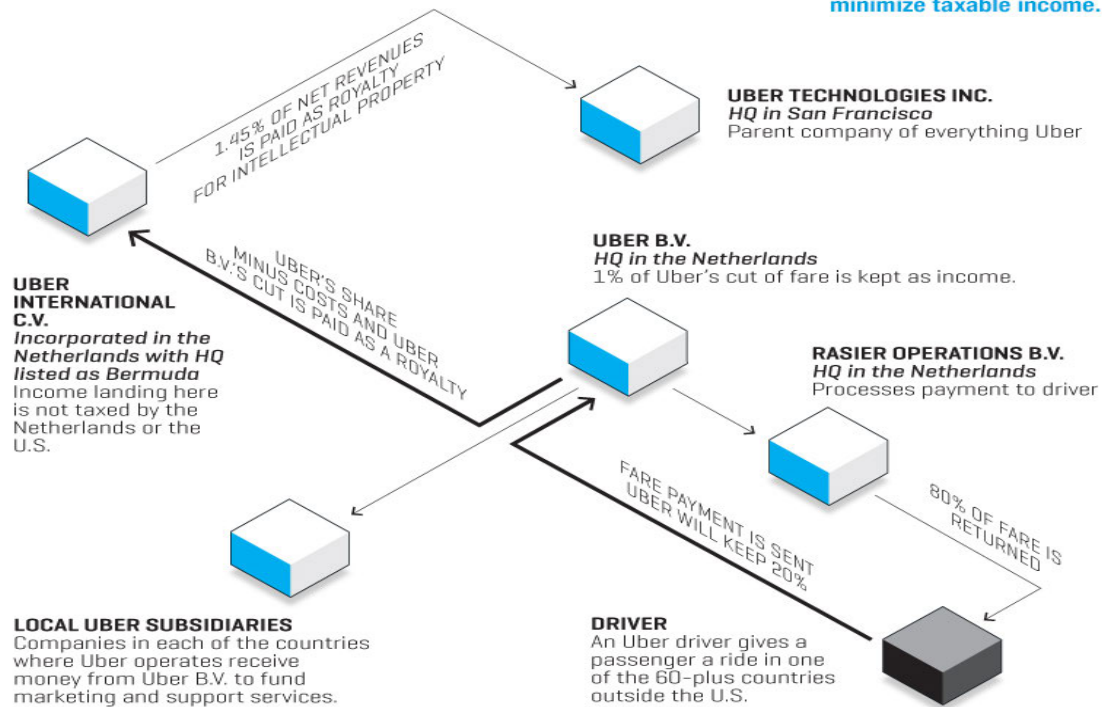 minimize taxable income.
1.45% OF NET REVENUES
IS PAID AS ROYALTY
FOR INTELLECTUAL PROPERTY
UBER TECHNOLOGIES INC.
HQ in San Francisco
Parent company of everything Uber
UBER
INTERNATIONAL
C.V.
Incorporated in the
Netherlands with HQ
listed as Bermuda
Income landing here
is not taxed by the
Netherlands or the
U.S.
UBER'S SHARE
MINUS COSTS AND UBER
B.V.'S CUT IS PAID AS A ROYALTY
UBER B.V.
HQ in the Netherlands
1% of Uber's cut of fare is kept as income.
RASIER OPERATIONS B.V.
HQ in the Netherlands
Processes payment to driver
80% OF FARE IS
RETURNED
FARE PAYMENT IS SENT
UBER WILL KEEP 20%
LOCAL UBER SUBSIDIARIES
Companies in each of the countries
where Uber operates receive
money from Uber B.V. to fund
marketing and support services.
DRIVER
An Uber driver gives a
passenger a ride in one
of the 60-plus countries
outside the U.S.